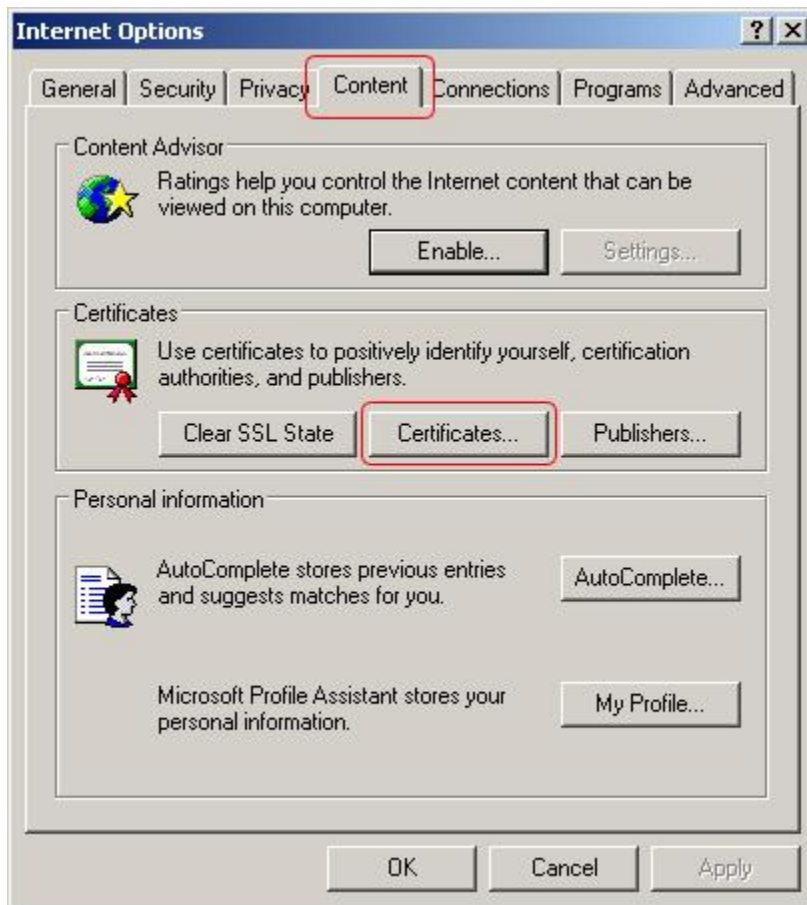 Internet Options
General Security Privacy Content Connections Programs Advanced
Content Advisor
Ratings help you control the Internet content that can be
viewed on this computer.
Enable... Settings...
Certificates
Use certificates to positively identify yourself, certification
authorities, and publishers.
Clear SSL State Certificates... Publishers...
Personal information
AutoComplete stores previous entries
and suggests matches for you.
AutoComplete...
Microsoft Profile Assistant stores your
personal information.
My Profile...
OK Cancel Apply